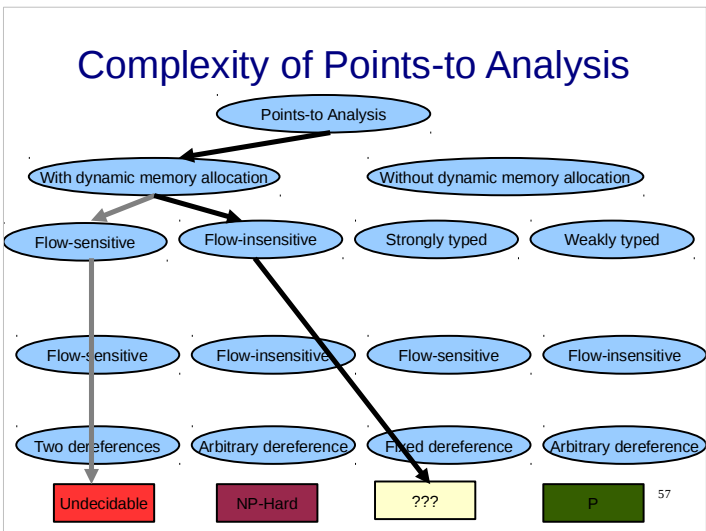 Complexity of Points-to Analysis
Points-to Analysis
With dynamic memory allocation
Without dynamic memory allocation
Flow-sensitive
Flow-insensitive
Strongly typed
Weakly typed
Flow-sensitive
Flow-insensitive
Flow-sensitive
Flow-insensitive
Two dereferences
Arbitrary dereference
Fixed dereference
Arbitrary dereference
Undecidable
NP-Hard
???
P
57